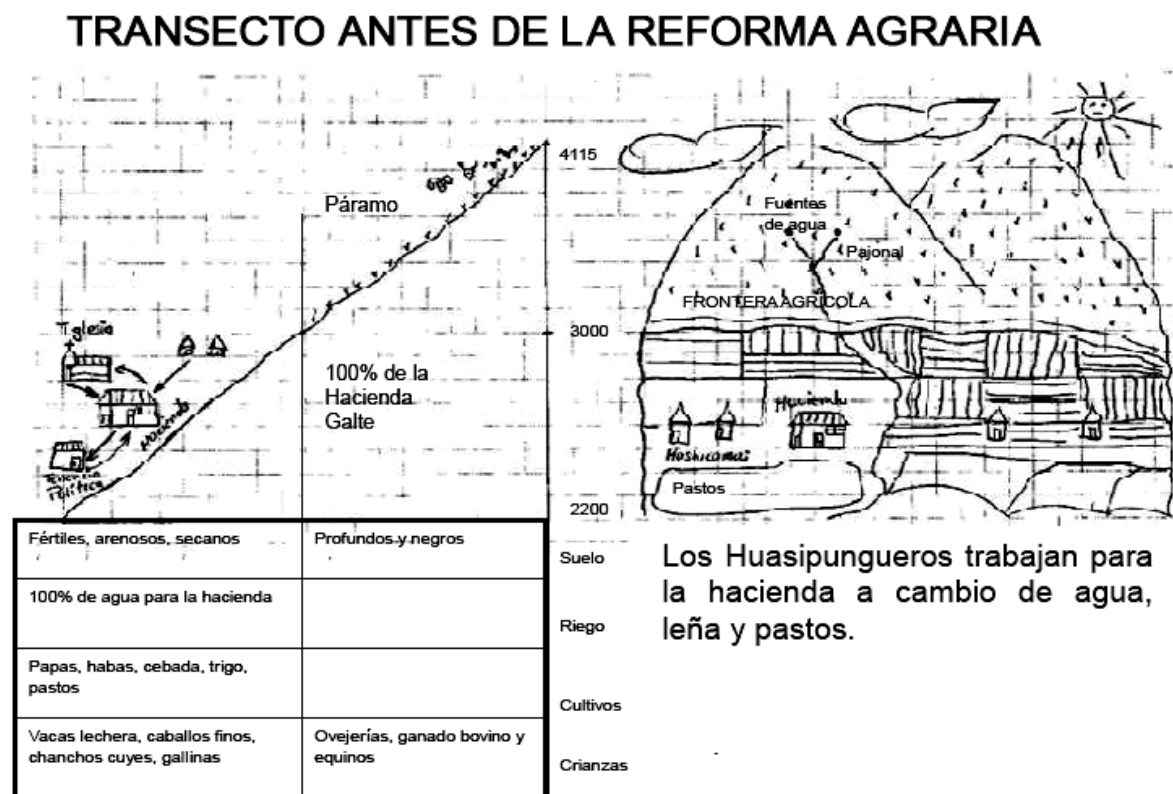 TRANSECTO ANTES DE LA REFORMA AGRARIA
4115
Páramo
Fuentes
de agua
Pajonal
FRONTERA AGRÍCOLA
3000
Iglesia
100% de la
Hacienda
Galte
Hacienda
Hacienda
Política
Pastos
2200
Fértiles, arenosos, secanos
Profundos y negros
Suelo
100% de agua para la hacienda
Riego
Papas, habas, cebada, trigo,
pastos
Cultivos
Vacas lechera, caballos finos,
chanchos cuyes, gallinas
Ovejerías, ganado bovino y
equinos
Crianzas
Los Huasipungueros trabajan para
la hacienda a cambio de agua,
leña y pastos.